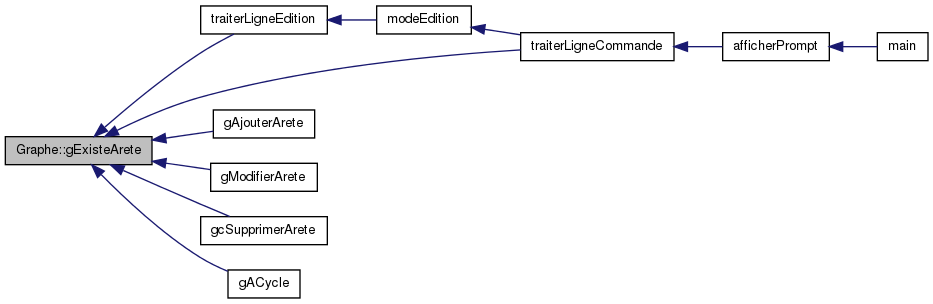 traiterLigneEdition
modeEdition
traiterLigneCommande
afficherPrompt
main
gAjouterArete
Graphe::gExisteArete
gModifierArete
gcSupprimerArete
gACycle